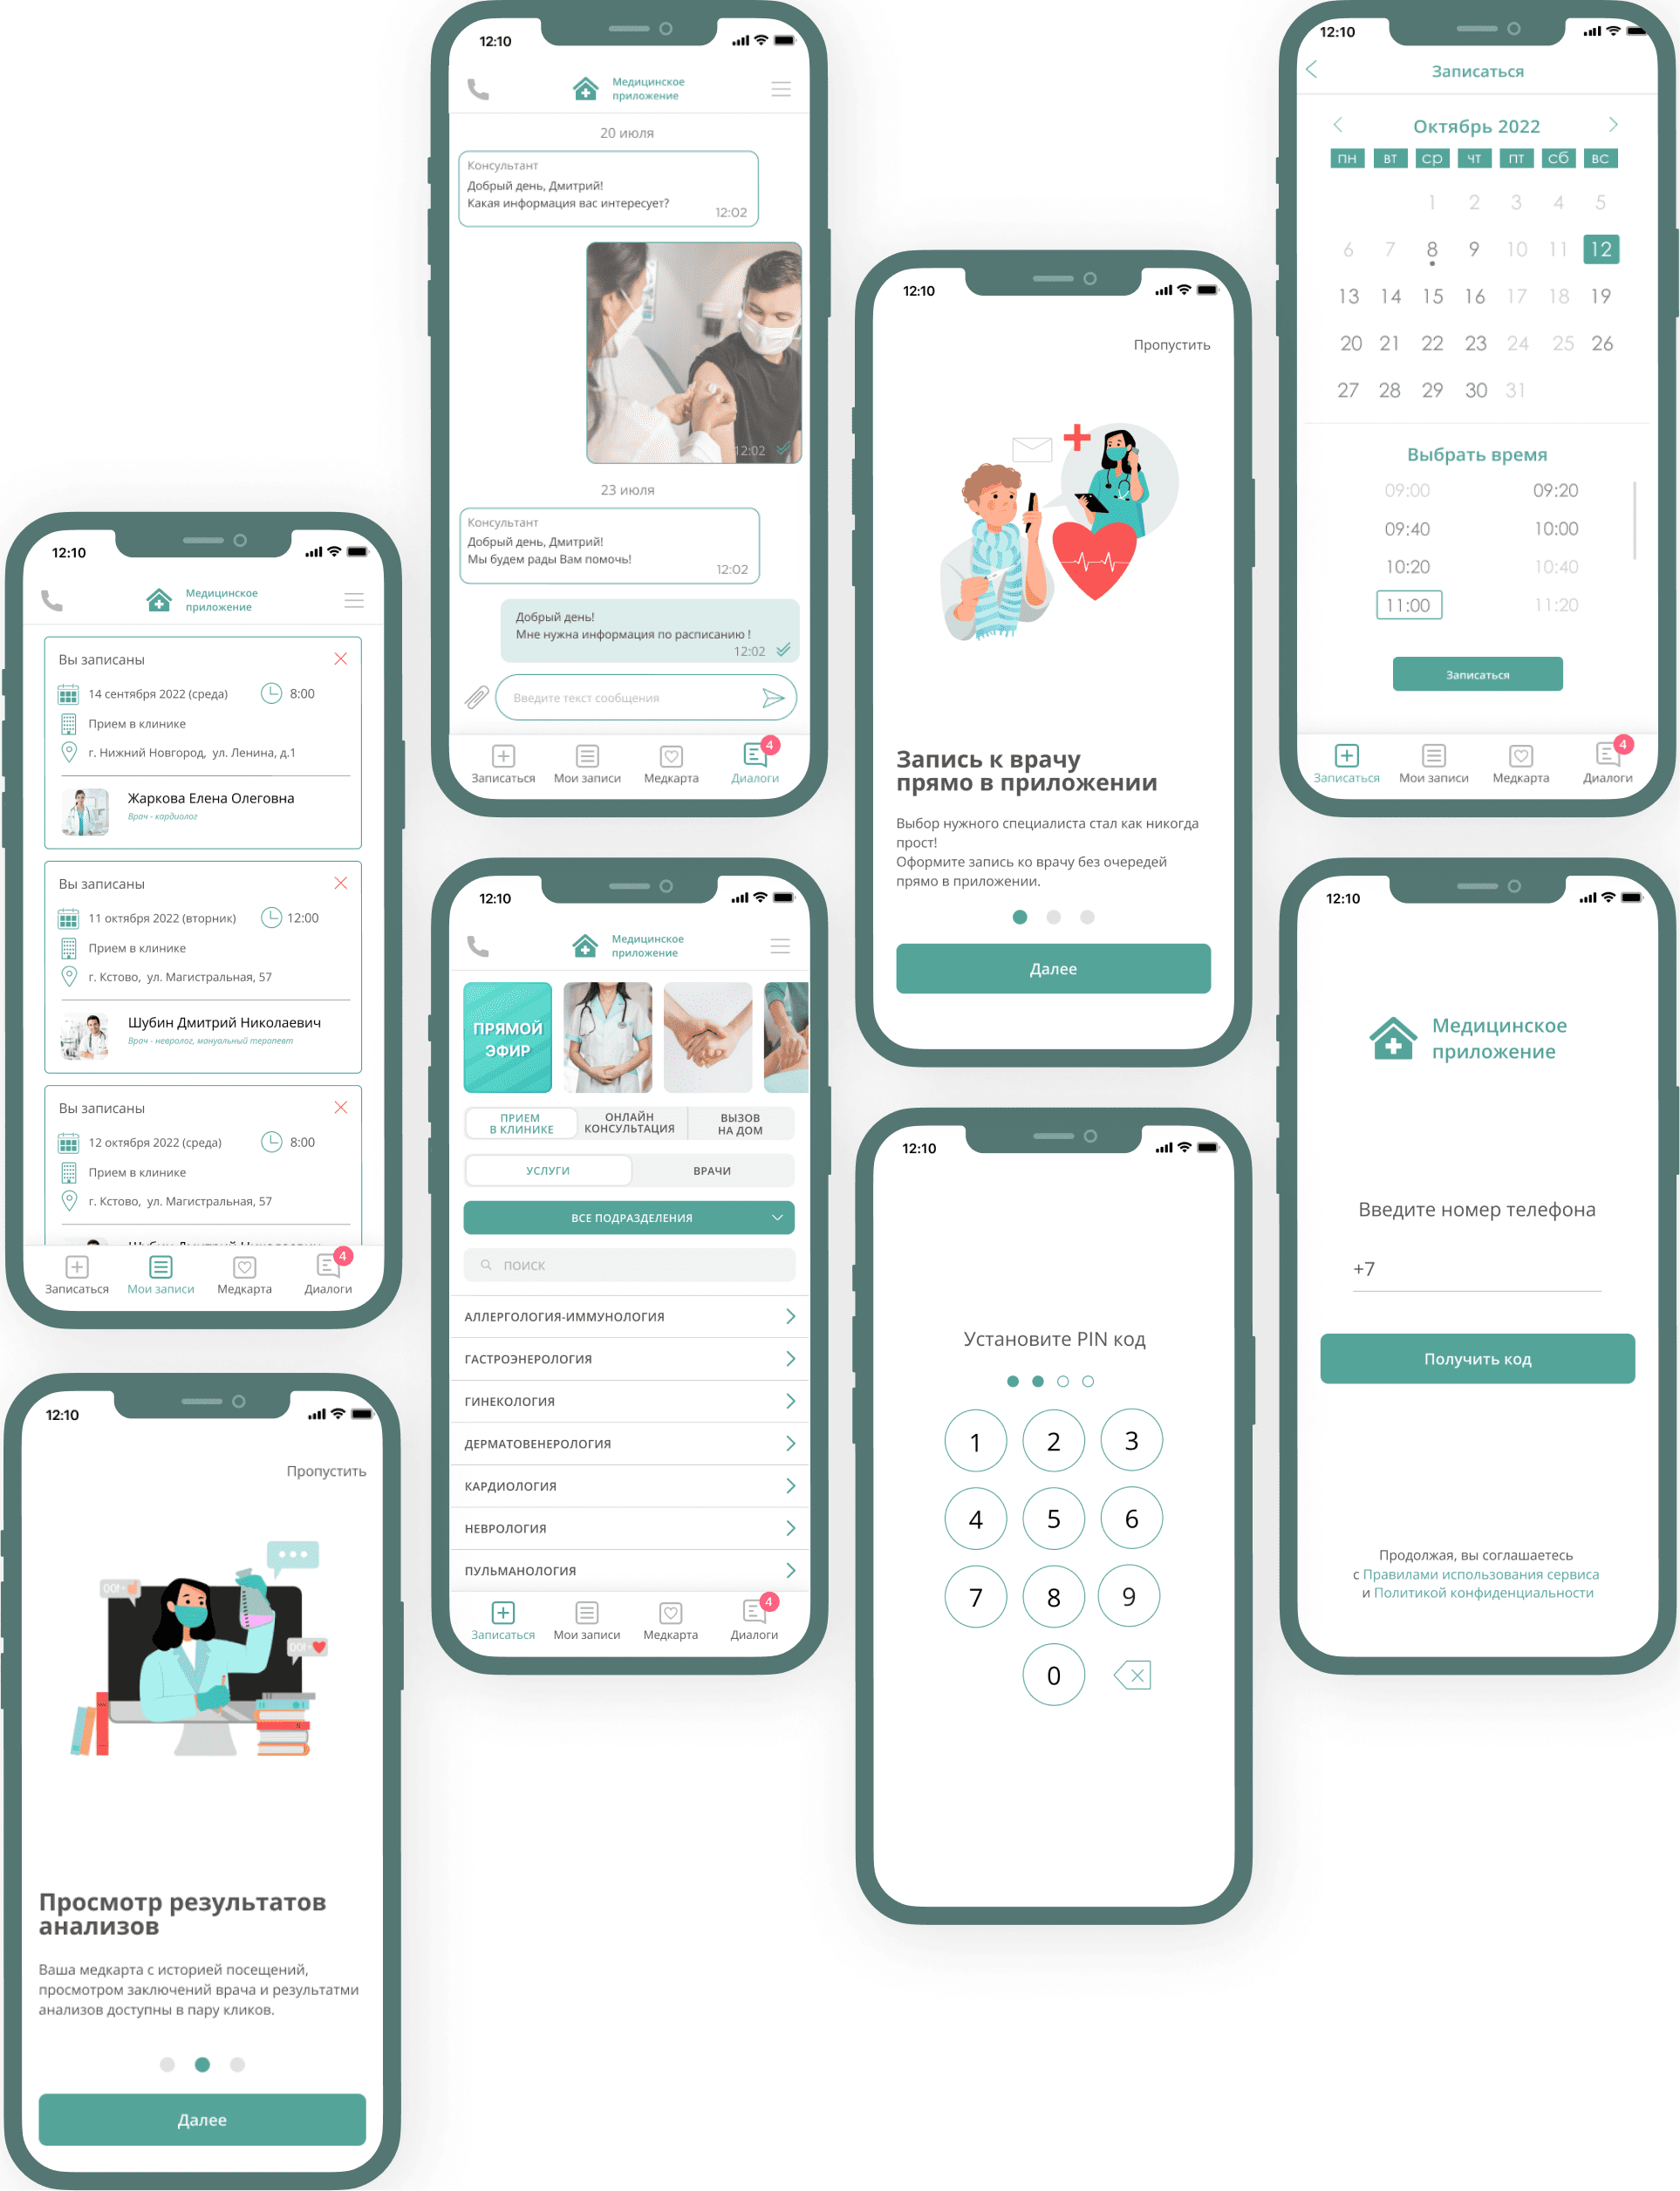 12:10
Медицинское
приложение
Вы записаны
14 сентября 2022 (среда) 8:00
Прием в клинике
г. Нижний Новгород, ул. Ленина, д.1
Жаркова Елена Олеговна
Врач - кардиолог
Вы записаны
11 октября 2022 (вторник) 12:00
Прием в клинике
г. Кстово, ул. Магистральная, 57
Шубин Дмитрий Николаевич
Врач - невролог, мануальный терапевт
Вы записаны
12 октября 2022 (среда) 8:00
Прием в клинике
г. Кстово, ул. Магистральная, 57
4
Записаться Мои записи Медкарта Диалоги
12:10
Пропустить
Просмотр результатов
анализов
Ваша медкарта с историей посещений,
просмотром заключений врача и результатми
анализов доступны в пару кликов.
Далее
12:10
Медицинское
приложение
20 июля
Консультант
Добрый день, Дмитрий!
Какая информация вас интересует?
12:02
12:02
23 июля
Консультант
Добрый день, Дмитрий!
Мы будем рады Вам помочь!
12:02
Добрый день!
Мне нужна информация по расписанию !
12:02
Введите текст сообщения
4
Записаться Мои записи Медкарта Диалоги
12:10
Медицинское
приложение
ПРЯМОЙ
ЭФИР
ПРИЕМ
В КЛИНИКЕ
ОНЛАЙН
КОНСУЛЬТАЦИЯ
ВЫЗОВ
НА ДОМ
УСЛУГИ ВРАЧИ
ВСЕ ПОДРАЗДЕЛЕНИЯ
ПОИСК
АЛЛЕРГОЛОГИЯ-ИММУНОЛОГИЯ
ГАСТРОЭНЕРОЛОГИЯ
ГИНЕКОЛОГИЯ
ДЕРМАТОВЕНЕРОЛОГИЯ
КАРДИОЛОГИЯ
НЕВРОЛОГИЯ
ПУЛЬМАНОЛОГИЯ
4
Записаться Мои записи Медкарта Диалоги
12:10
Пропустить
Запись к врачу
прямо в приложении
Выбор нужного специалиста стал как никогда
прост!
Оформите запись ко врачу без очередей
прямо в приложении.
Далее
12:10
Установите PIN код
1 2 3
4 5 6
7 8 9
0
12:10
Записаться
Октябрь 2022
пн вт ср чт пт сб вс
1 2 3 4 5
6 7 8 9 10 11 12
13 14 15 16 17 18 19
20 21 22 23 24 25 26
27 28 29 30 31
Выбрать время
09:00 09:20
09:40 10:00
10:20 10:40
11:00 11:20
Записаться
4
Записаться Мои записи Медкарта Диалоги
12:10
Медицинское
приложение
Введите номер телефона
+7
Получить код
Продолжая, вы соглашаетесь
с Правилами использования сервиса
и Политикой конфиденциальности